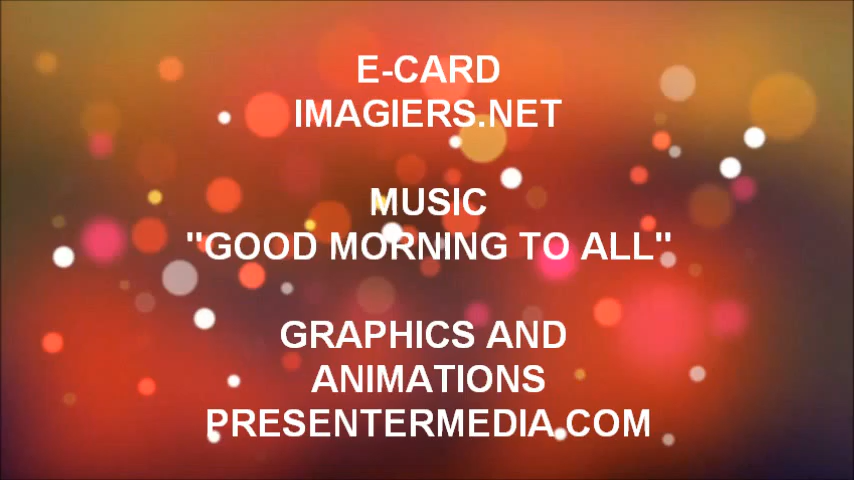 E-CARD
IMAGIERS.NET
MUSIC
"GOOD MORNING TO ALL"
GRAPHICS AND
ANIMATIONS
PRESENTERMEDIA.COM